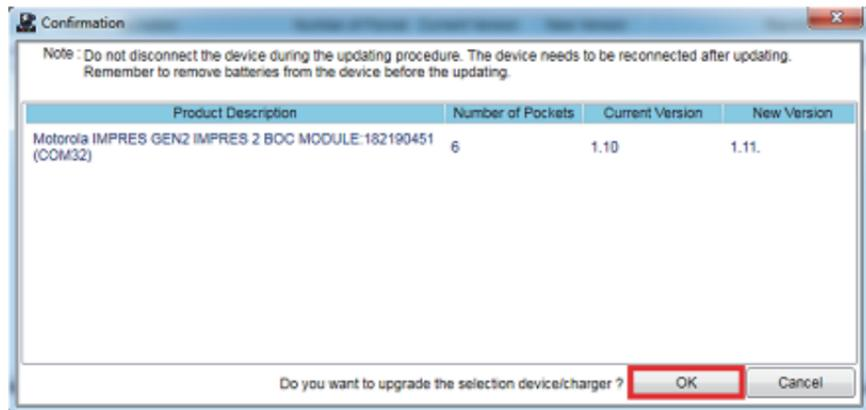 Confirmation
Note : Do not disconnect the device during the updating procedure. The device needs to be reconnected after updating.
Remember to remove batteries from the device before the updating.
Product Description Number of Pockets Current Version New Version
Motorola IMPRES GEN2 IMPRES 2 BOC MODULE:182190451 6 1.10 1.11.
(COM32)
Do you want to upgrade the selection device/charger ? OK Cancel